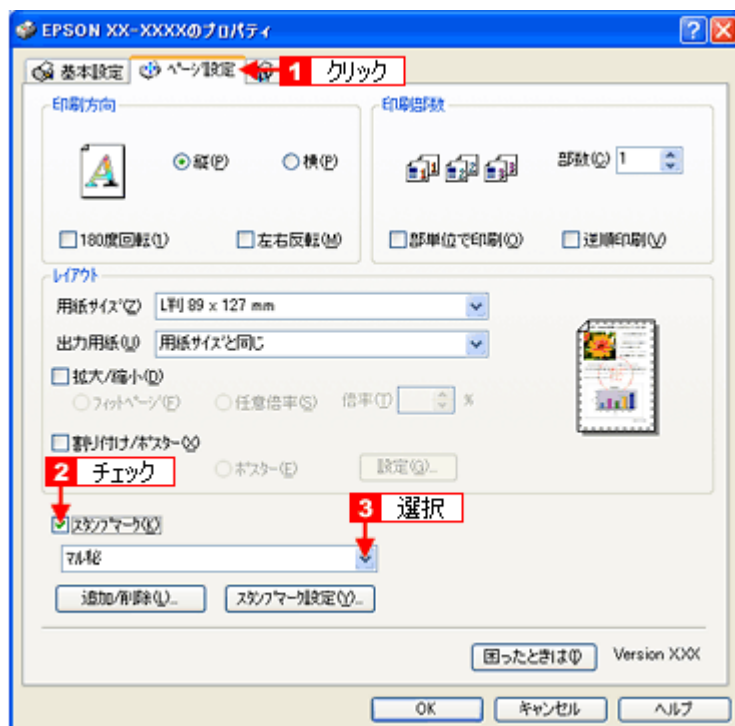 EPSON XX-XXXXのプロパティ
基本設定 ページ設定 1 クリック
印刷方向 印刷部数
縦(P) 横(P) 部数(C) 1
180度回転(1) 左右反転(M) 部単位で印刷(O) 逆順印刷(V)
レイアウト
用紙サイズ(Z) L判 89 x 127 mm
出力用紙(U) 用紙サイズと同じ
拡大/縮小(D)
フィットページ(E) 任意倍率(S) 倍率(T) %
割り付け/ポスター(X)
2 チェック ポスター(E) 設定(G)...
3 選択
スタンプマーク(K)
マル秘
追加/削除(L)... スタンプマーク設定(Y)...
困ったときは(I) Version XXX
OK キャンセル ヘルプ